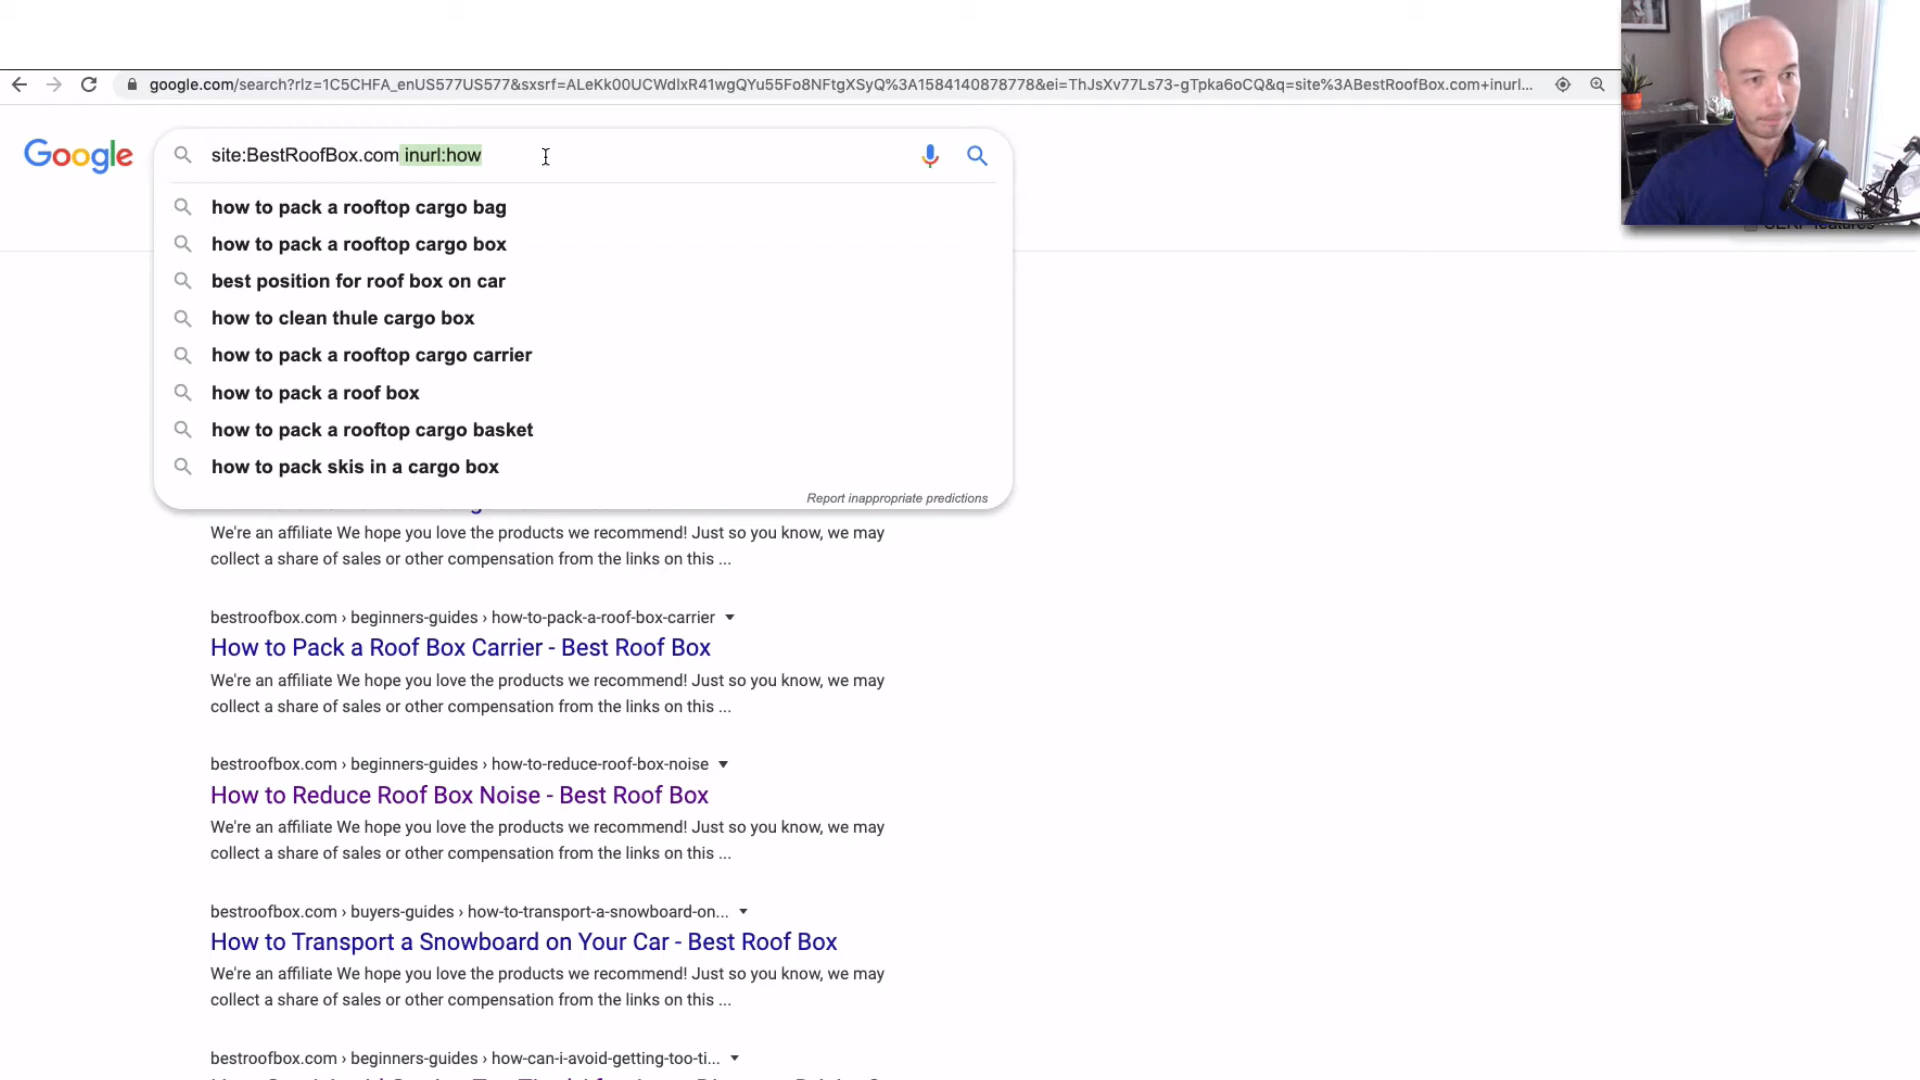 google.com/search?rlz=1C5CHFA_enUS577US577&sxsrf=ALeKk00UCWdlxR41wgQYu55Fo8NFtgXSyQ%3A1584140878778&ei=ThJsXv77Ls73-gTpka6oCQ&q=site%3ABestRoofBox.com+inurl...
Google
site:BestRoofBox.com inurl:how
how to pack a rooftop cargo bag
how to pack a rooftop cargo box
best position for roof box on car
how to clean thule cargo box
how to pack a rooftop cargo carrier
how to pack a roof box
how to pack a rooftop cargo basket
how to pack skis in a cargo box
Report inappropriate predictions
We're an affiliate We hope you love the products we recommend! Just so you know, we may
collect a share of sales or other compensation from the links on this ...
bestroofbox.com › beginners-guides › how-to-pack-a-roof-box-carrier
How to Pack a Roof Box Carrier - Best Roof Box
We're an affiliate We hope you love the products we recommend! Just so you know, we may
collect a share of sales or other compensation from the links on this ...
bestroofbox.com › beginners-guides › how-to-reduce-roof-box-noise
How to Reduce Roof Box Noise - Best Roof Box
We're an affiliate We hope you love the products we recommend! Just so you know, we may
collect a share of sales or other compensation from the links on this ...
bestroofbox.com › buyers-guides › how-to-transport-a-snowboard-on...
How to Transport a Snowboard on Your Car - Best Roof Box
We're an affiliate We hope you love the products we recommend! Just so you know, we may
collect a share of sales or other compensation from the links on this ...
bestroofbox.com › beginners-guides › how-can-i-avoid-getting-too-ti...